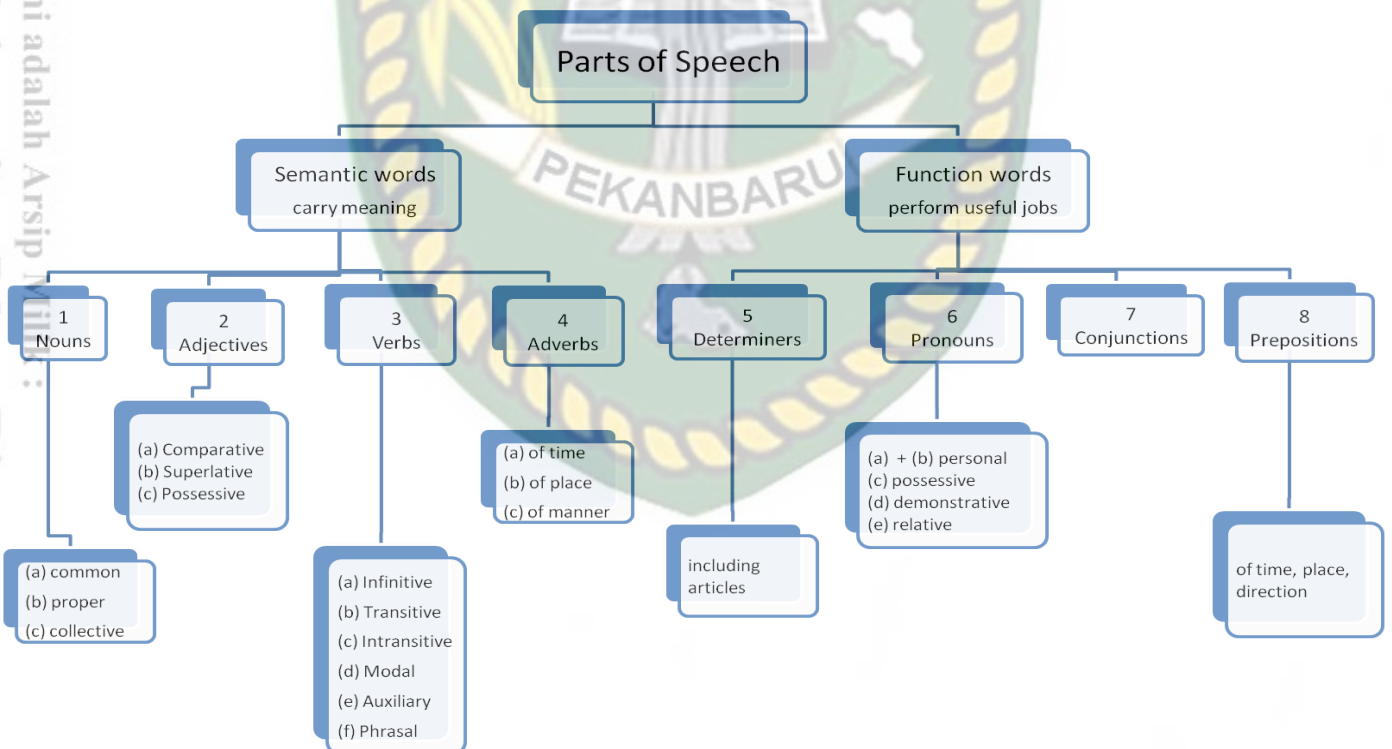 Parts of Speech
PEKANBARU
ni adalah Arsip Milik :
Semantic words
carry meaning
Function words
perform useful jobs
1
Nouns
2
Adjectives
3
Verbs
4
Adverbs
5
Determiners
6
Pronouns
7
Conjunctions
8
Prepositions
(a) common
(b) proper
(c) collective
(a) Comparative
(b) Superlative
(c) Possessive
(a) Infinitive
(b) Transitive
(c) Intransitive
(d) Modal
(e) Auxiliary
(f) Phrasal
(a) of time
(b) of place
(c) of manner
including
articles
(a) + (b) personal
(c) possessive
(d) demonstrative
(e) relative
of time, place,
direction